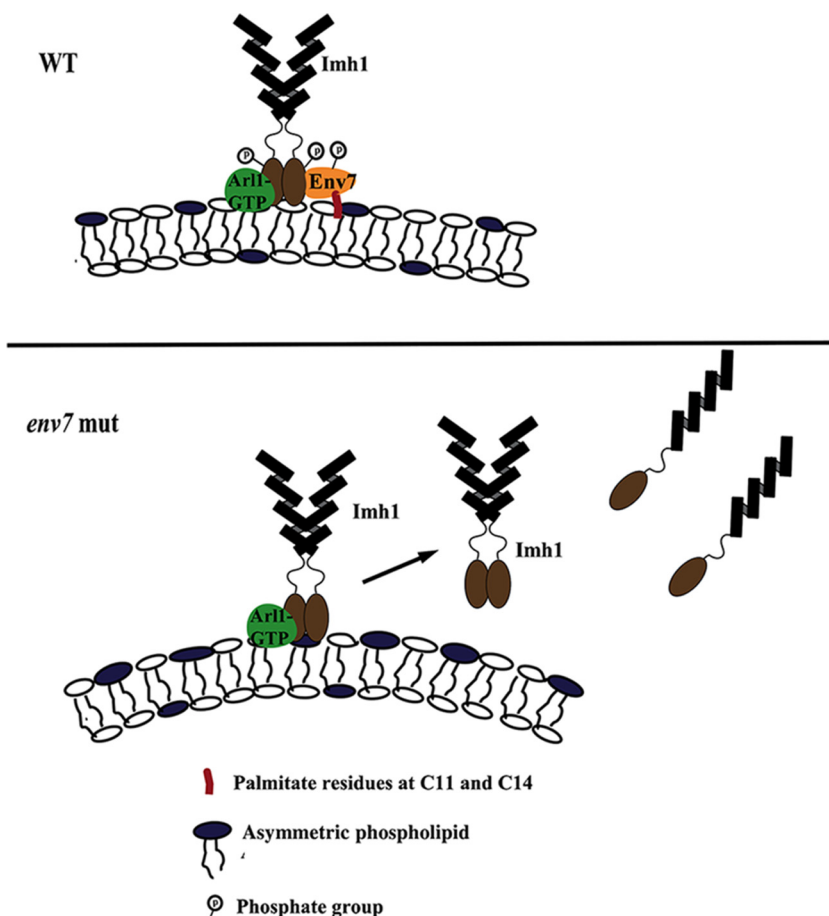 WT
Imh1
P
P
P
Arl1-
GTP
Env7
env7 mut
Imh1
Imh1
Arl1-
GTP
Palmitate residues at C11 and C14
Asymmetric phospholipid
P
Phosphate group